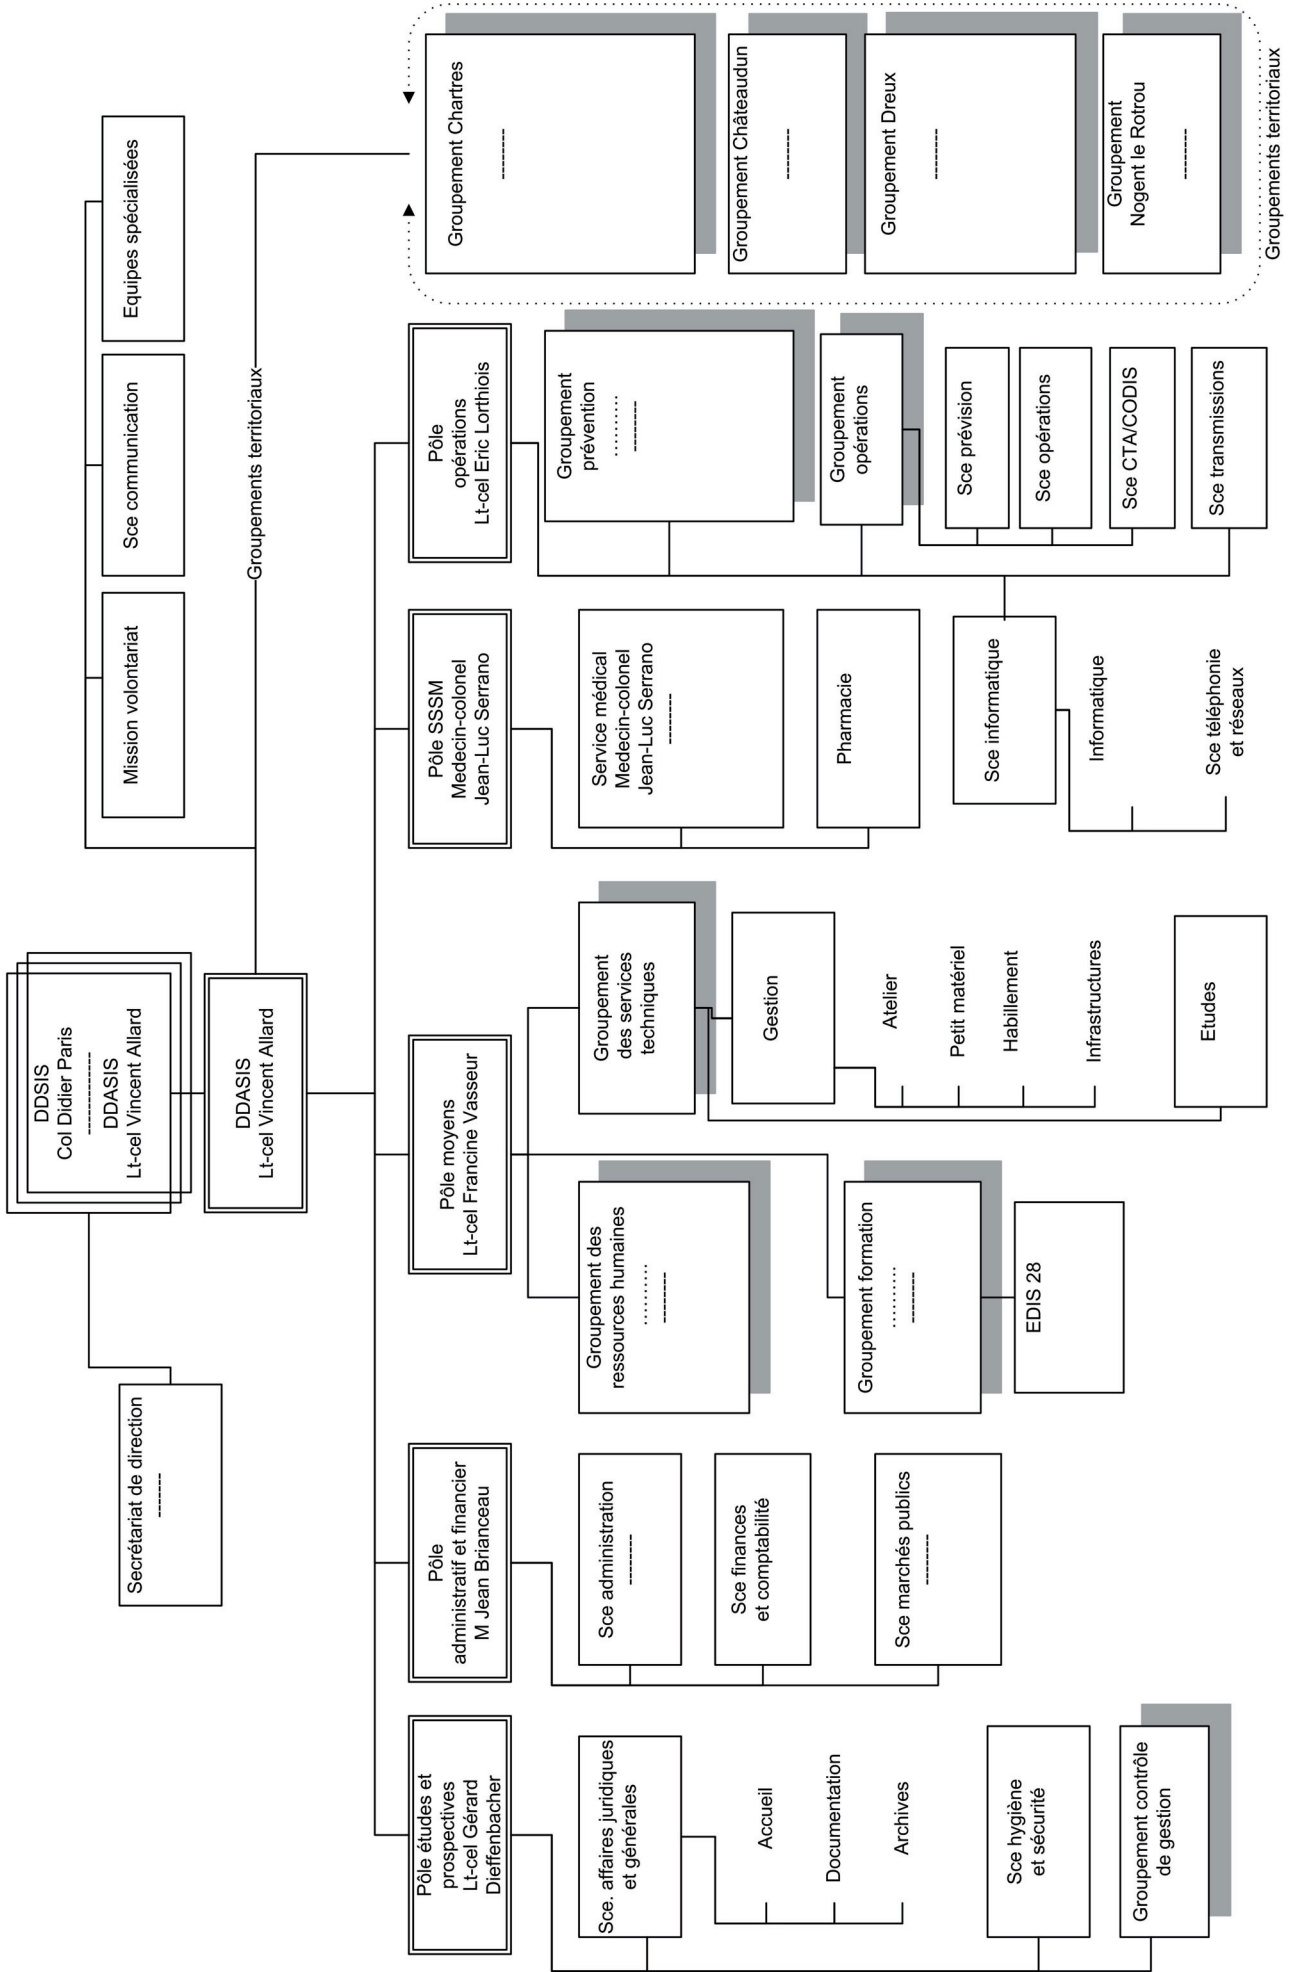 DDSIS
Col Didier Paris
DDASIS
Lt-cel Vincent Allard
Secrétariat de direction
DDASIS
Lt-cel Vincent Allard
Mission volontariat
Sce communication
Equipes spécialisées
Groupements territoriaux
Pôle études et
prospectives
Lt-cel Gérard
Dieffenbacher
Sce. affaires juridiques
et générales
Accueil
Documentation
Archives
Sce hygiène
et sécurité
Groupement contrôle
de gestion
Pôle
administratif et financier
M Jean Brianceau
Sce administration
Sce finances
et comptabilité
Sce marchés publics
Pôle moyens
Lt-cel Francine Vasseur
Groupement des
ressources humaines
Groupement formation
EDIS 28
Groupement
des services
techniques
Gestion
Atelier
Petit matériel
Habillement
Infrastructures
Etudes
Pôle SSSM
Medecin-colonel
Jean-Luc Serrano
Service médical
Medecin-colonel
Jean-Luc Serrano
Pharmacie
Sce informatique
Informatique
Sce téléphonie
et réseaux
Pôle
opérations
Lt-cel Eric Lorthiois
Groupement
prévention
Groupement
opérations
Sce prévision
Sce opérations
Sce CTA/CODIS
Sce transmissions
Groupement Chartres
Groupement Châteaudun
Groupement Dreux
Groupement
Nogent le Rotrou
Groupements territoriaux